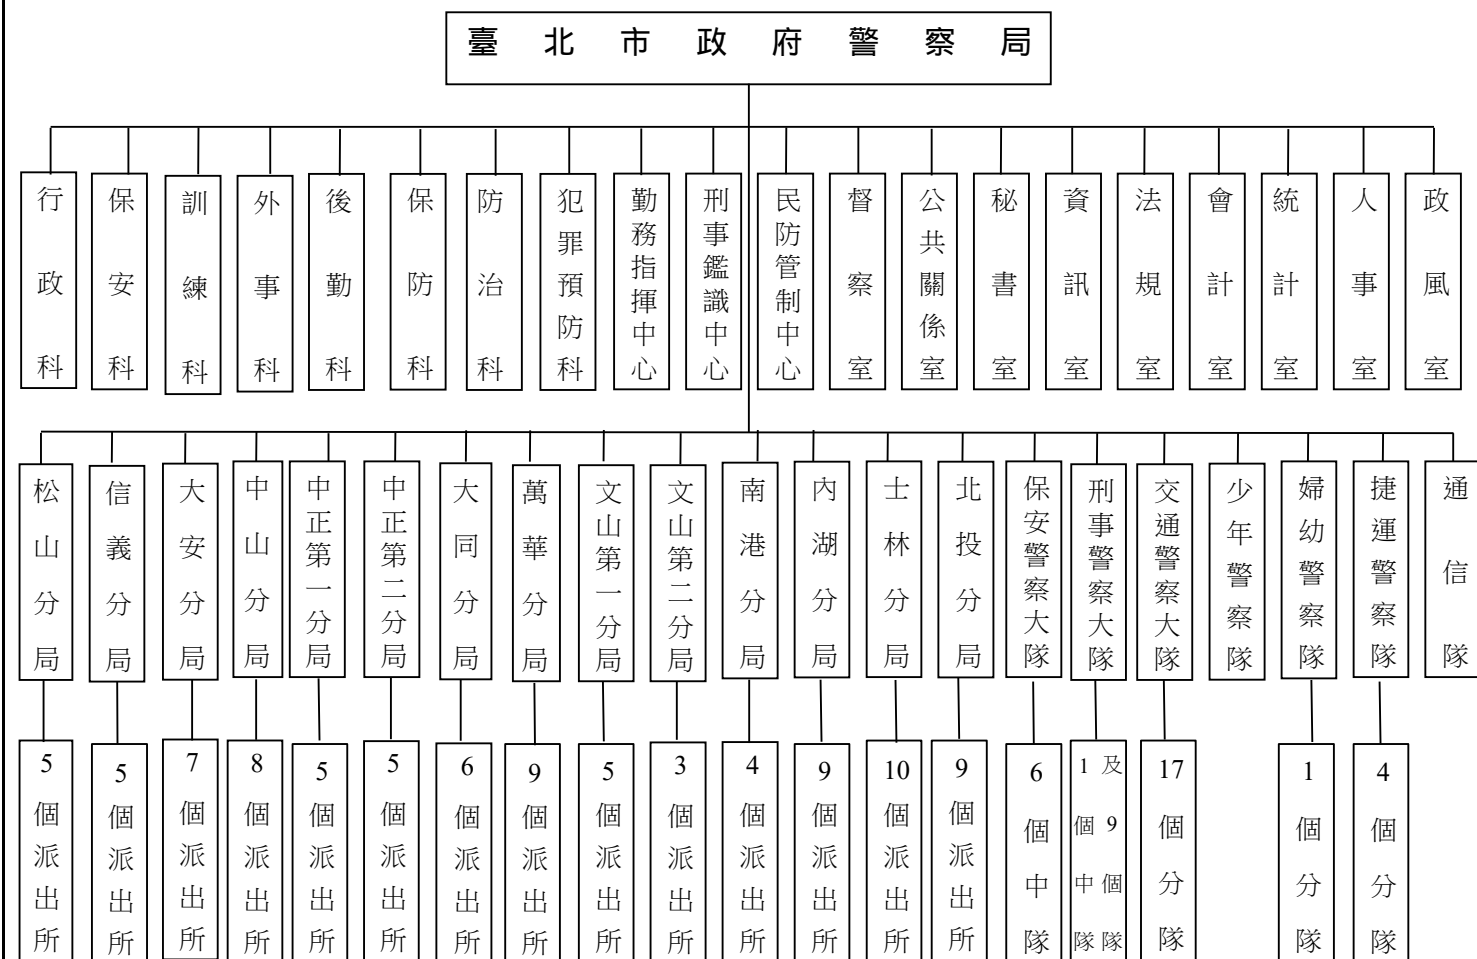 臺北市政府警察局
行政科
保安科
訓練科
外事科
後勤科
保防科
防治科
犯罪預防科
勤務指揮中心
刑事鑑識中心
民防管制中心
督察室
公共關係室
秘書室
資訊室
法規室
會計室
統計室
人事室
政風室
松山分局
信義分局
大安分局
中山分局
中正第一分局
中正第二分局
大同分局
萬華分局
文山第一分局
文山第二分局
南港分局
內湖分局
士林分局
北投分局
保安警察大隊
刑事警察大隊
交通警察大隊
少年警察隊
婦幼警察隊
捷運警察隊
通信隊
5個派出所
5個派出所
7個派出所
8個派出所
5個派出所
5個派出所
6個派出所
9個派出所
5個派出所
3個派出所
4個派出所
9個派出所
10個派出所
9個派出所
6個中隊
及9個隊
1個中隊
17個分隊
1個分隊
4個分隊